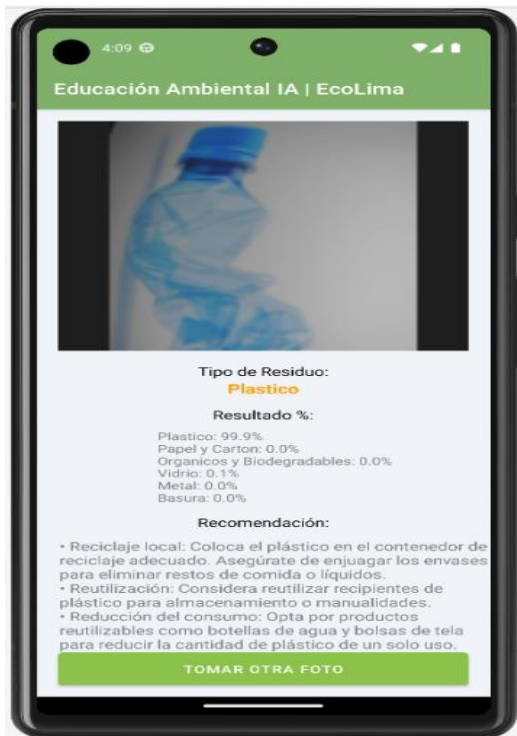 4:09
Educación Ambiental IA | EcoLima
Tipo de Residuo:
Plastico
Resultado %:
Plastico: 99.9%
Papel y Carton: 0.0%
Organicos y Biodegradables: 0.0%
Vidrio: 0.1%
Metal: 0.0%
Basura: 0.0%
Recomendación:
• Reciclaje local: Coloca el plástico en el contenedor de
reciclaje adecuado. Asegúrate de enjuagar los envases
para eliminar restos de comida o líquidos.
• Reutilización: Considera reutilizar recipientes de
plástico para almacenamiento o manualidades.
• Reducción del consumo: Opta por productos
reutilizables como botellas de agua y bolsas de tela
para reducir la cantidad de plástico de un solo uso.
TOMAR OTRA FOTO